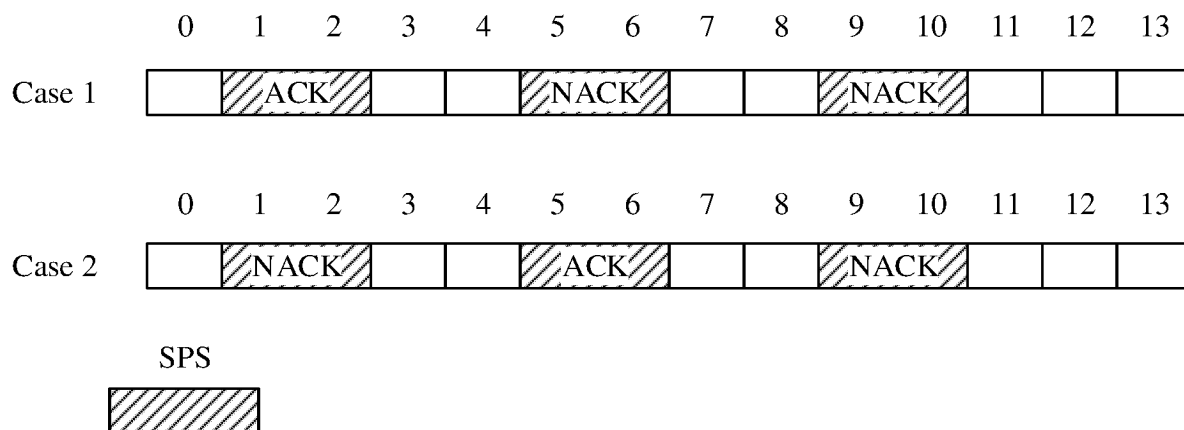 0 1 2 3 4 5 6 7 8 9 10 11 12 13
Case 1 ACK NACK NACK
0 1 2 3 4 5 6 7 8 9 10 11 12 13
Case 2 NACK ACK NACK
SPS